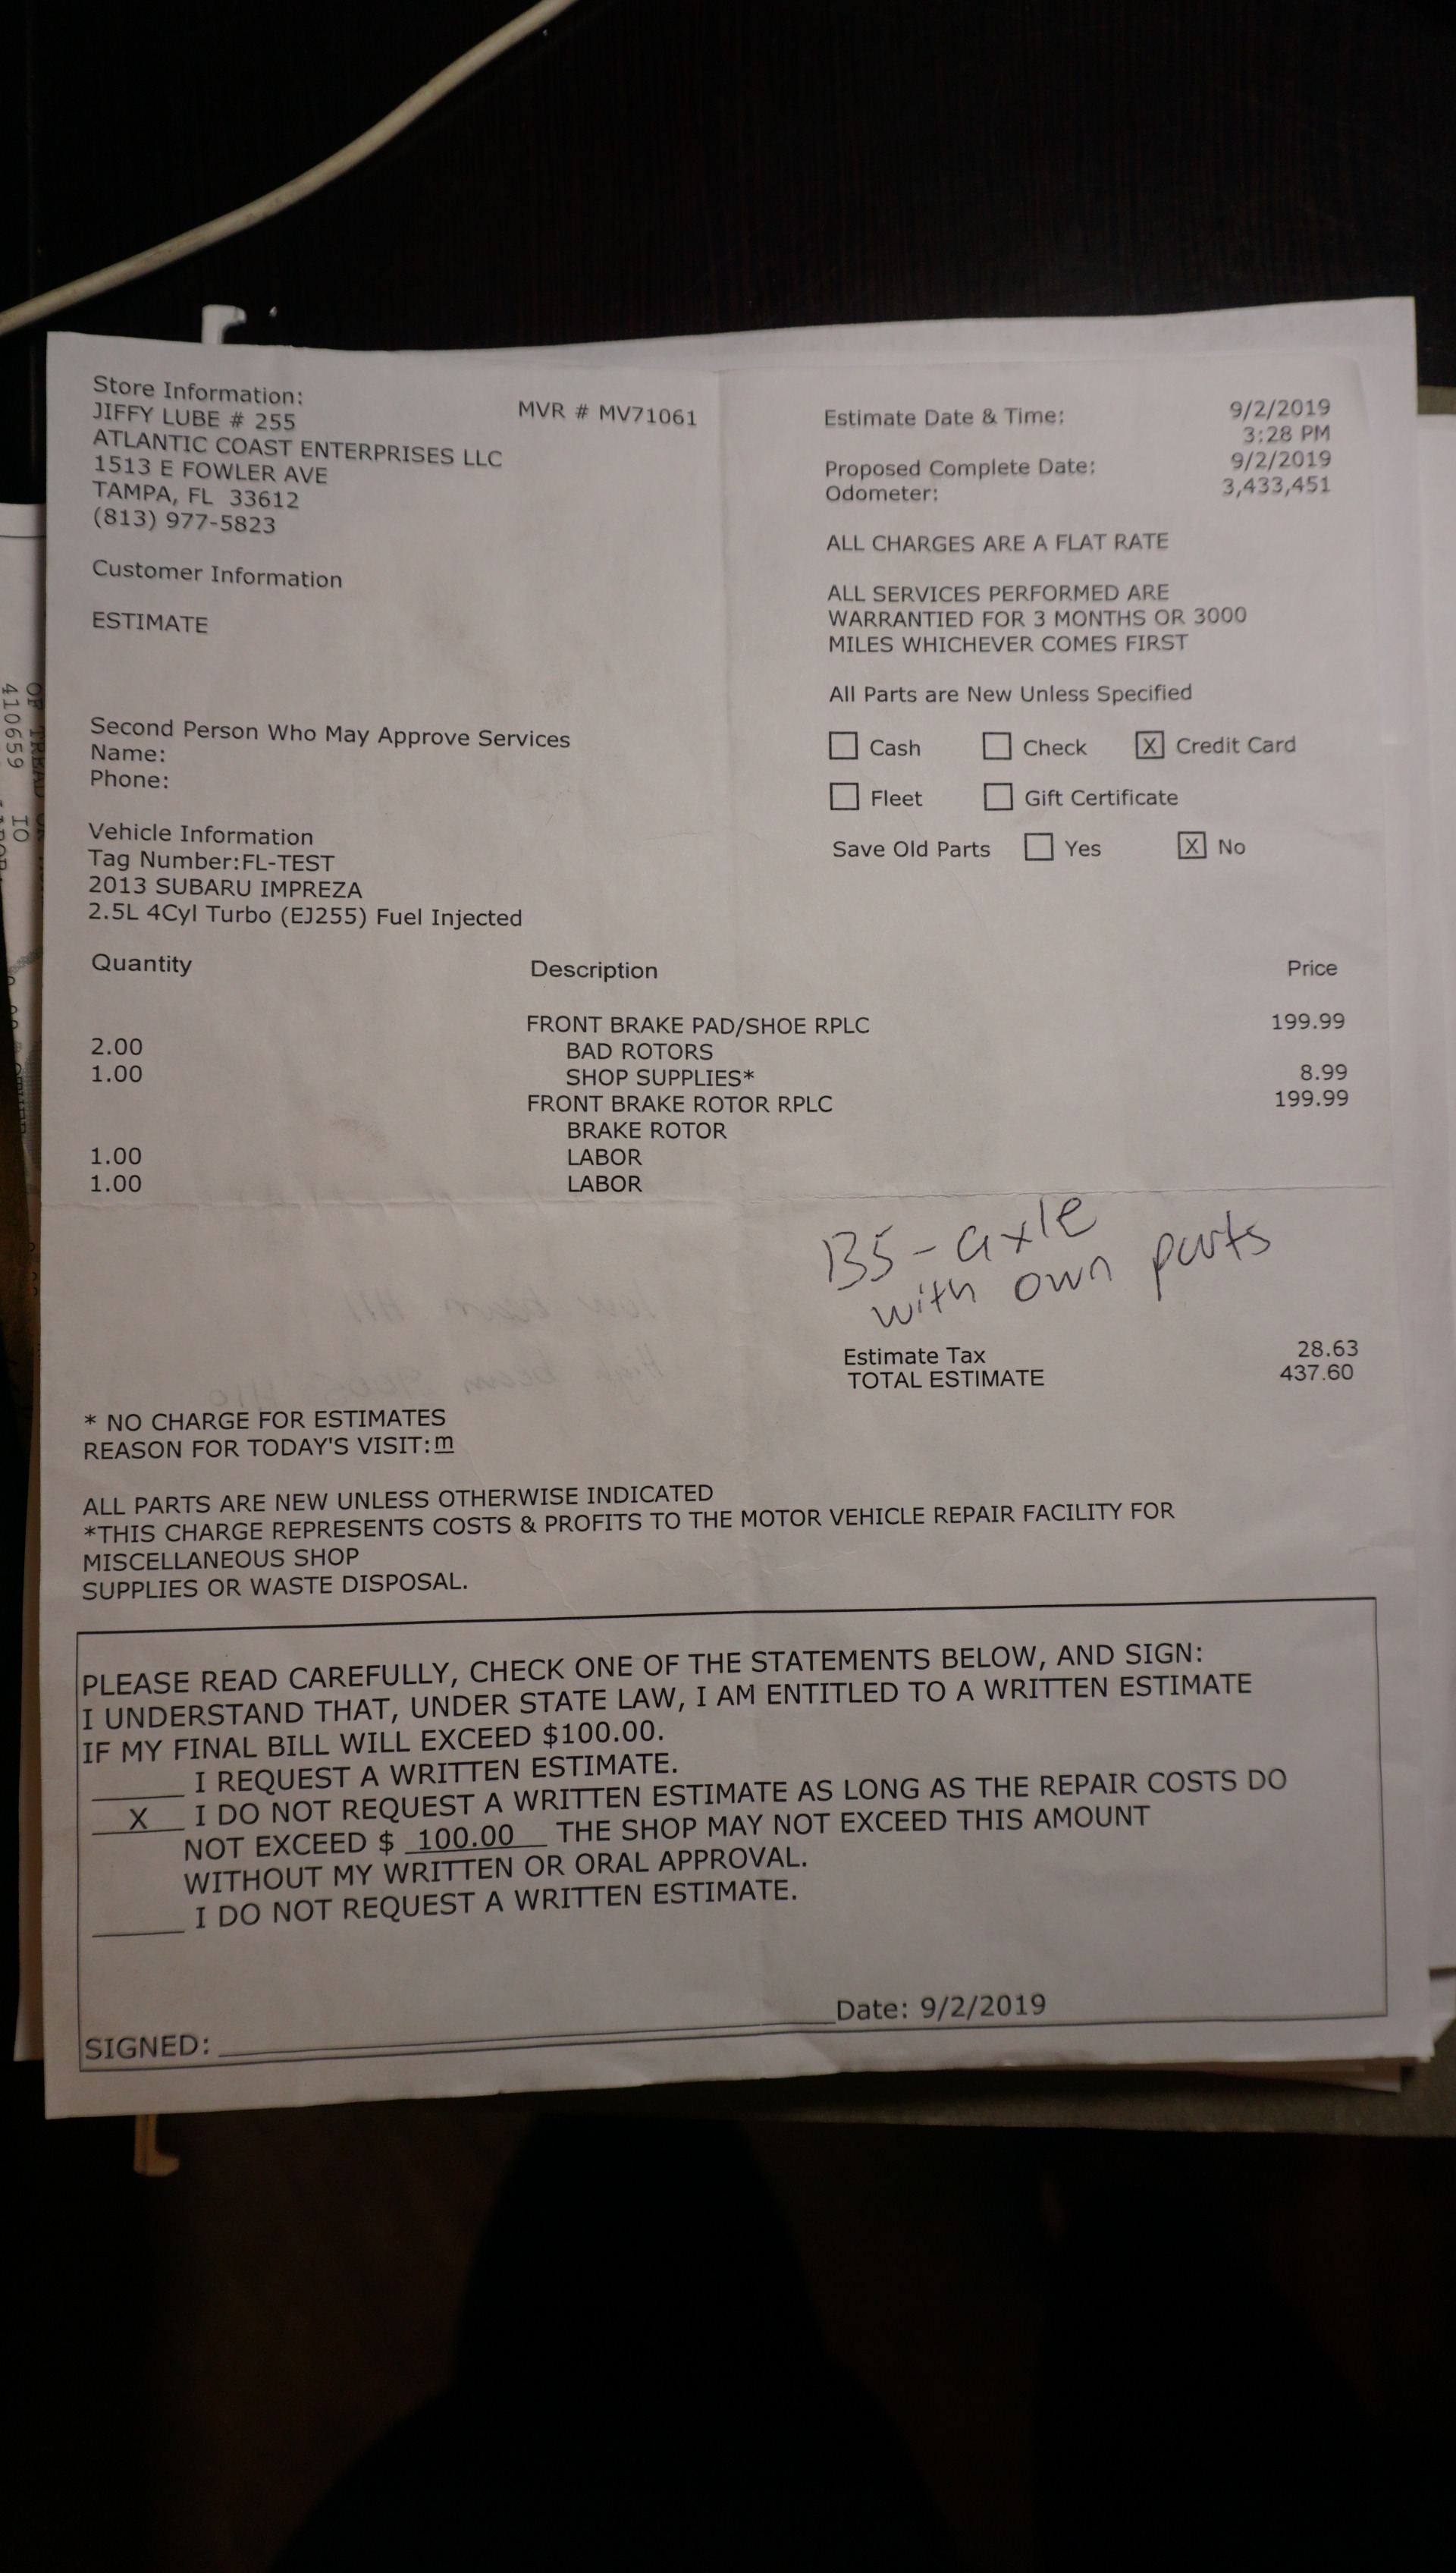 Store Information:
JIFFY LUBE # 255
MVR # MV71061
ATLANTIC COAST ENTERPRISES LLC
1513 E FOWLER AVE
TAMPA, FL 33612
(813) 977-5823
Customer Information
ESTIMATE
Second Person Who May Approve Services
Name:
Phone:
Vehicle Information
Tag Number:FL-TEST
2013 SUBARU IMPREZA
2.5L 4Cyl Turbo (EJ255) Fuel Injected
Estimate Date & Time: 9/2/2019
3:28 PM
Proposed Complete Date: 9/2/2019
Odometer: 3,433,451
ALL CHARGES ARE A FLAT RATE
ALL SERVICES PERFORMED ARE
WARRANTIED FOR 3 MONTHS OR 3000
MILES WHICHEVER COMES FIRST
All Parts are New Unless Specified
Cash Check X Credit Card
Fleet Gift Certificate
Save Old Parts Yes X No
Quantity Description Price
FRONT BRAKE PAD/SHOE RPLC 199.99
2.00 BAD ROTORS
1.00 SHOP SUPPLIES* 8.99
FRONT BRAKE ROTOR RPLC 199.99
BRAKE ROTOR
1.00 LABOR
1.00 LABOR
135-axle
with own parts
Estimate Tax 28.63
TOTAL ESTIMATE 437.60
* NO CHARGE FOR ESTIMATES
REASON FOR TODAY'S VISIT:m
ALL PARTS ARE NEW UNLESS OTHERWISE INDICATED
*THIS CHARGE REPRESENTS COSTS & PROFITS TO THE MOTOR VEHICLE REPAIR FACILITY FOR
MISCELLANEOUS SHOP
SUPPLIES OR WASTE DISPOSAL.
PLEASE READ CAREFULLY, CHECK ONE OF THE STATEMENTS BELOW, AND SIGN:
I UNDERSTAND THAT, UNDER STATE LAW, I AM ENTITLED TO A WRITTEN ESTIMATE
IF MY FINAL BILL WILL EXCEED $100.00.
I REQUEST A WRITTEN ESTIMATE.
X I DO NOT REQUEST A WRITTEN ESTIMATE AS LONG AS THE REPAIR COSTS DO
NOT EXCEED $ 100.00 THE SHOP MAY NOT EXCEED THIS AMOUNT
WITHOUT MY WRITTEN OR ORAL APPROVAL.
I DO NOT REQUEST A WRITTEN ESTIMATE.
SIGNED: Date: 9/2/2019
410659